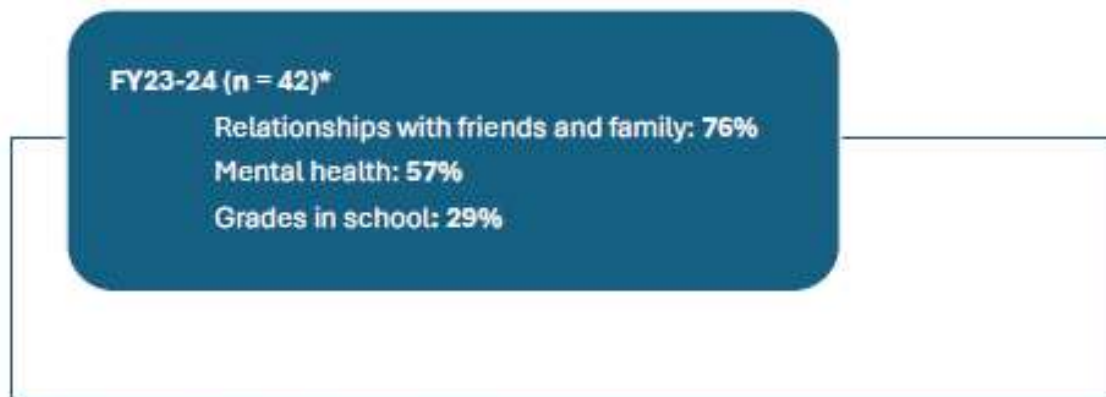 FY23-24 (n = 42)*
Relationships with friends and family: 76%
Mental health: 57%
Grades in school: 29%